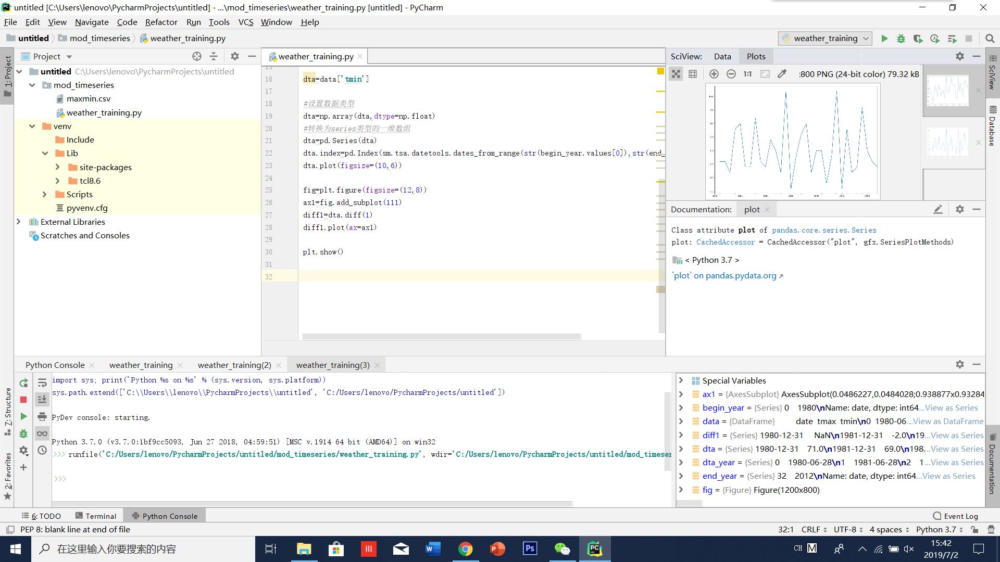 untitled [C:\Users\lenovo\PycharmProjects\untitled] - ...\mod_timeseries\weather_training.py [untitled] - PyCharm
File Edit View Navigate Code Refactor Run Tools VCS Window Help
untitled mod_timeseries weather_training.py
weather_training
1: Project
Project
untitled C:\Users\lenovo\PycharmProjects\untitled
mod_timeseries
maxmin.csv
weather_training.py
venv
Include
Lib
site-packages
tcl8.6
Scripts
pyvenv.cfg
External Libraries
Scratches and Consoles
weather_training.py
15
16 dta=data['tmin']
17
18 #设置数据类型
19 dta=np.array(dta,dtype=np.float)
20 #转换为series类型的一维数组
21 dta=pd.Series(dta)
22 dta.index=pd.Index(sm.tsa.datetools.dates_from_range(str(begin_year.values[0]),str(end_
23 dta.plot(figsize=(10,6))
24
25 fig=plt.figure(figsize=(12,8))
26 ax1=fig.add_subplot(111)
27 diff1=dta.diff(1)
28 diff1.plot(ax=ax1)
29
30 plt.show()
31
32
SciView: Data Plots
1:1 :800 PNG (24-bit color) 79.32 kB
SciView
Database
Documentation: plot
Class attribute plot of pandas.core.series.Series
plot: CachedAccessor = CachedAccessor("plot", gfx.SeriesPlotMethods)
< Python 3.7 >
`plot` on pandas.pydata.org
Python Console weather_training weather_training(2) weather_training(3)
import sys; print('Python %s on %s' % (sys.version, sys.platform))
sys.path.extend(['C:\\Users\\lenovo\\PycharmProjects\\untitled', 'C:/Users/lenovo/PycharmProjects/untitled'])
PyDev console: starting.
Python 3.7.0 (v3.7.0:1bf9cc5093, Jun 27 2018, 04:59:51) [MSC v.1914 64 bit (AMD64)] on win32
>>> runfile('C:/Users/lenovo/PycharmProjects/untitled/mod_timeseries/weather_training.py', wdir='C:/Users/lenovo/PycharmProjects/untitled/mod_timeser
>>>
Special Variables
ax1 = {AxesSubplot} AxesSubplot(0.0486227,0.0484028;0.938877x0.93284
begin_year = {Series} 0 1980\nName: date, dtype: int64...View as Series
data = {DataFrame} date tmax tmin\n0 1980-06 ...View as DataFrame
diff1 = {Series} 1980-12-31 NaN\n1981-12-31 -2.0\n19...View as Series
dta = {Series} 1980-12-31 71.0\n1981-12-31 69.0\n198...View as Series
dta_year = {Series} 0 1980-06-28\n1 1981-06-28\n2 1...View as Series
end_year = {Series} 32 2012\nName: date, dtype: int64...View as Series
fig = {Figure} Figure(1200x800)
7: Structure
2: Favorites
Documentation
6: TODO Terminal Python Console Event Log
PEP 8: blank line at end of file 32:1 CRLF UTF-8 4 spaces Python 3.7
在这里输入你要搜索的内容
CH M
15:42
2019/7/2